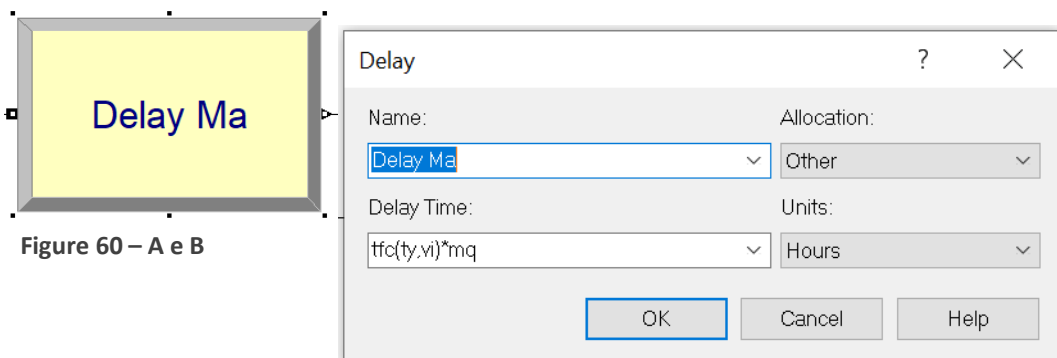 Delay Ma
Figure 60 – A e B
Delay
?
Name:
Allocation:
Delay Ma
Other
Delay Time:
Units:
tfc(ty,vi)*mq
Hours
OK
Cancel
Help